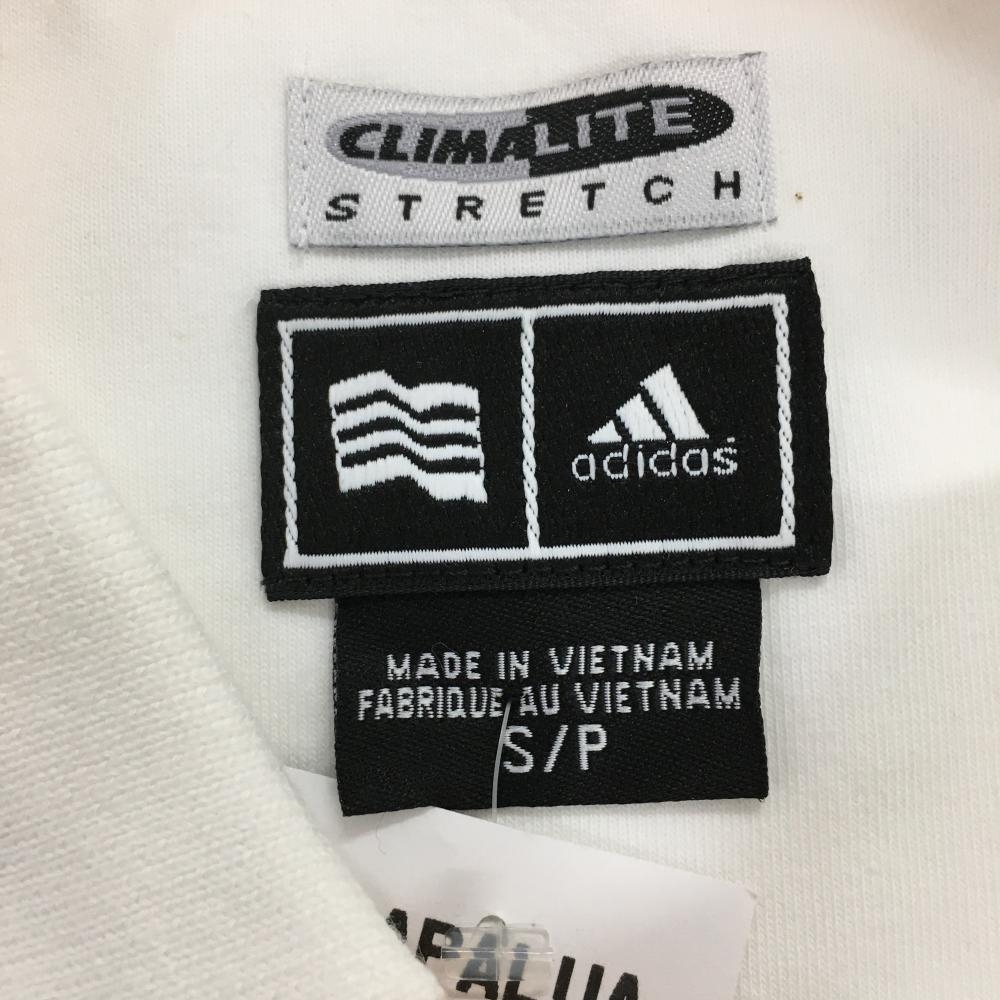 CLIMALITE
STRETCH
adidas
MADE IN VIETNAM
FABRIQUE AU VIETNAM
S/P